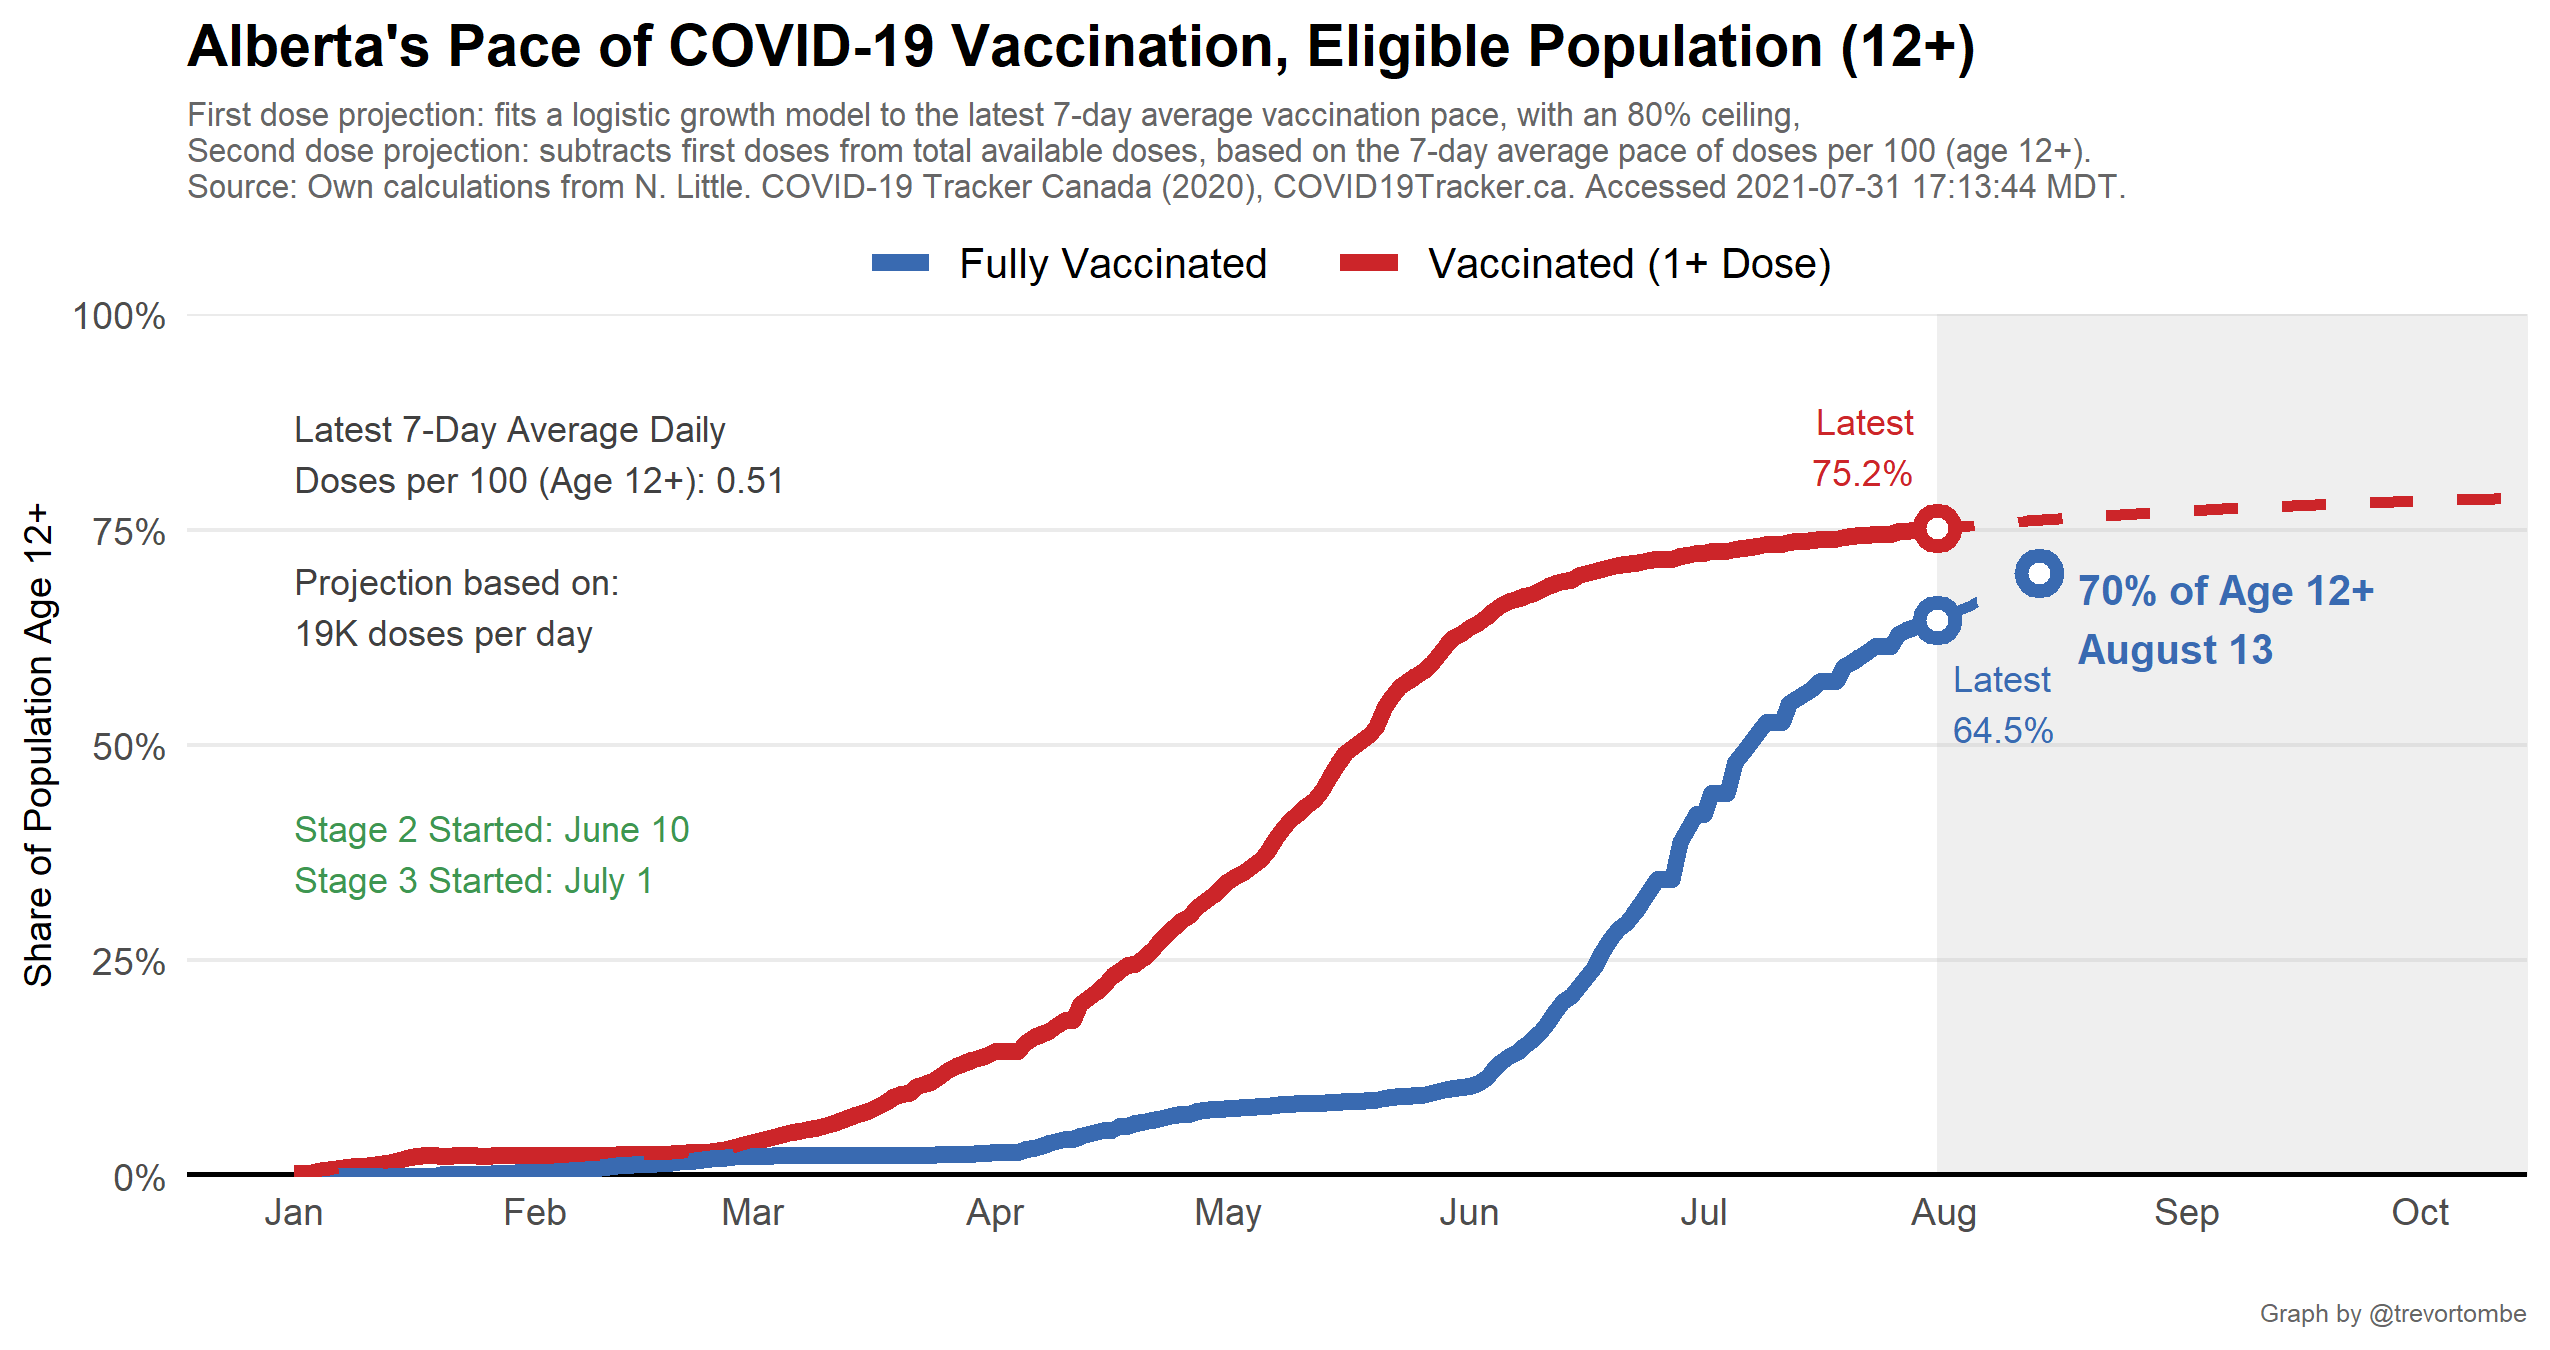 Alberta's Pace of COVID-19 Vaccination, Eligible Population (12+)
First dose projection: fits a logistic growth model to the latest 7-day average vaccination pace, with an 80% ceiling,
Second dose projection: subtracts first doses from total available doses, based on the 7-day average pace of doses per 100 (age 12+).
Source: Own calculations from N. Little. COVID-19 Tracker Canada (2020), COVID19Tracker.ca. Accessed 2021-07-31 17:13:44 MDT.
Fully Vaccinated
Vaccinated (1+ Dose)
Share of Population Age 12+
100%
75%
50%
25%
0%
Latest 7-Day Average Daily
Doses per 100 (Age 12+): 0.51
Projection based on:
19K doses per day
Stage 2 Started: June 10
Stage 3 Started: July 1
Latest
75.2%
70% of Age 12+
August 13
Latest
64.5%
Jan
Feb
Mar
Apr
May
Jun
Jul
Aug
Sep
Oct
Graph by @trevortombe